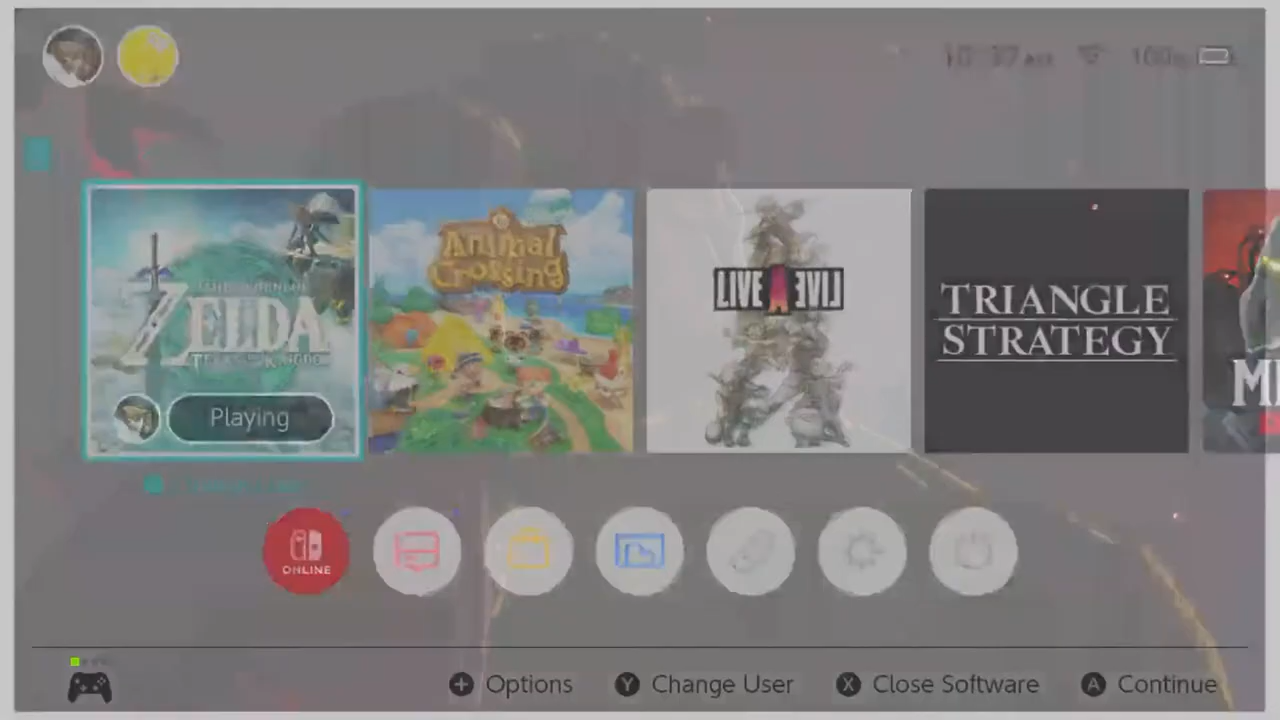 ZELDA
Playing
Animal
Crossing
LIVE A LIVE
TRIANGLE
STRATEGY
ONLINE
+ Options
Y Change User
X Close Software
A Continue